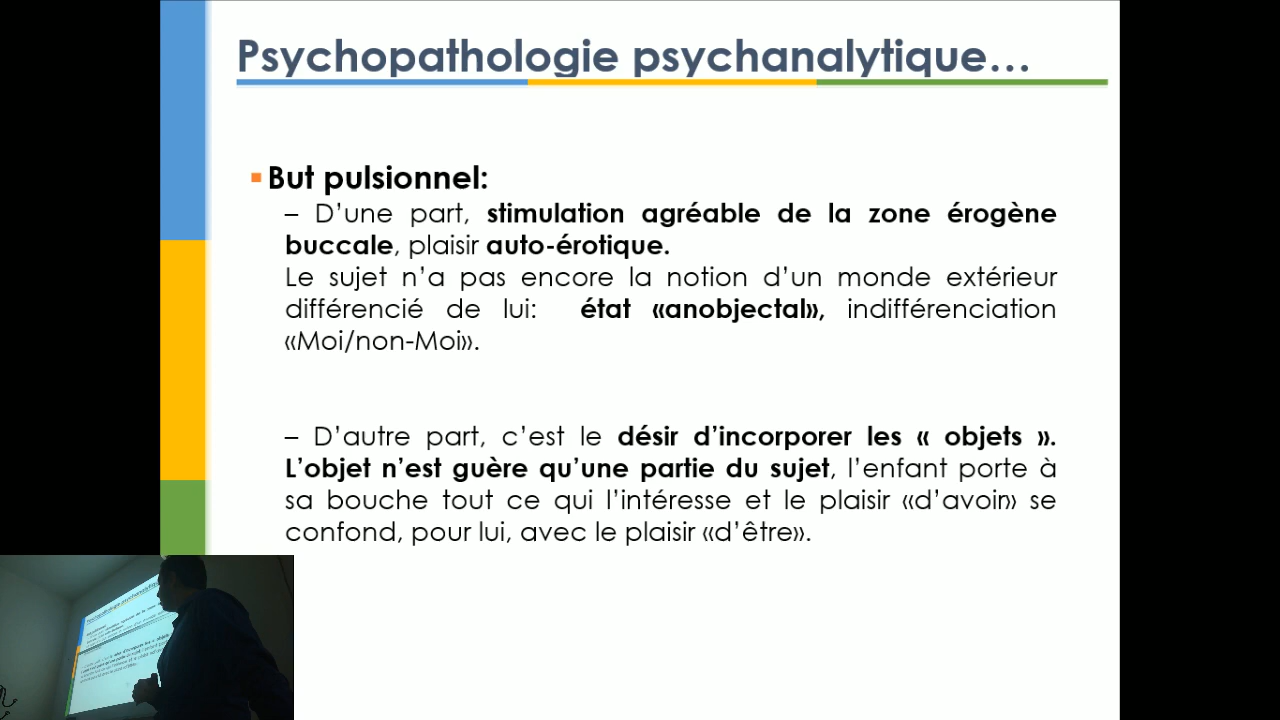 Psychopathologie psychanalytique…
But pulsionnel:
– D’une part, stimulation agréable de la zone érogène
buccale, plaisir auto-érotique.
Le sujet n’a pas encore la notion d’un monde extérieur
différencié de lui: état «anobjectal», indifférenciation
«Moi/non-Moi».
– D’autre part, c’est le désir d’incorporer les « objets ».
L’objet n’est guère qu’une partie du sujet, l’enfant porte à
sa bouche tout ce qui l’intéresse et le plaisir «d’avoir» se
confond, pour lui, avec le plaisir «d’être».